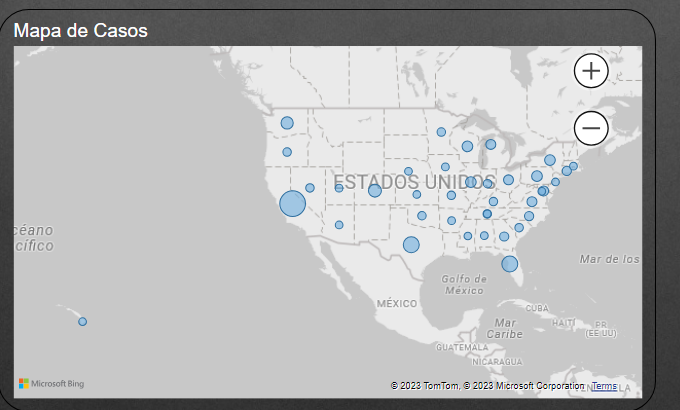 Mapa de Casos
+
−
ESTADOS UNIDOS
céano
cífico
Mar de los
Golfo de
México
MÉXICO
CUBA
HAITÍ
PR
(EE.UU)
Mar
Caribe
GUATEMALA
NICARAGUA
Microsoft Bing
© 2023 TomTom, © 2023 Microsoft Corporation Terms